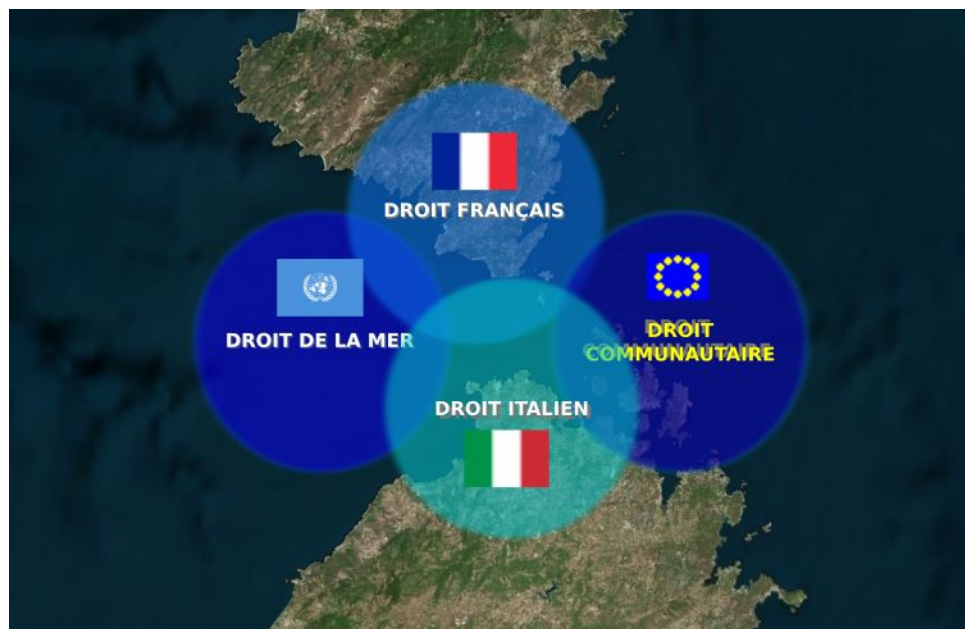 DROIT FRANÇAIS
DROIT DE LA MER
DROIT
COMMUNAUTAIRE
DROIT ITALIEN